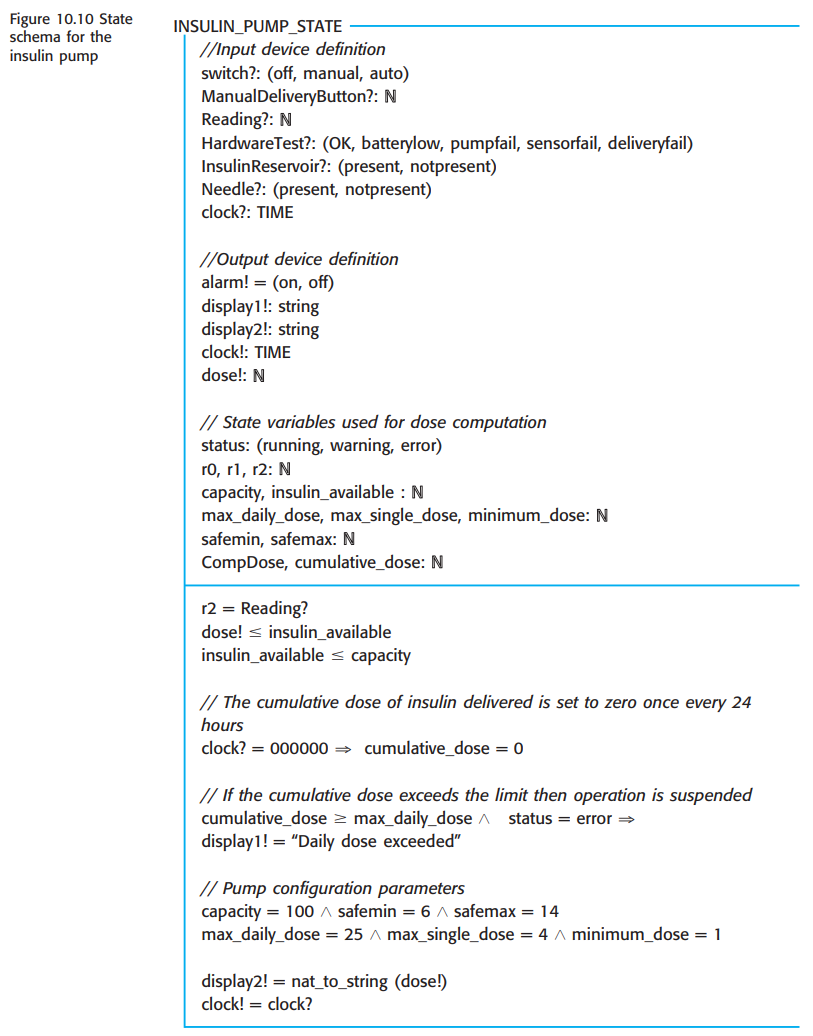 Figure 10.10 State
schema for the
insulin pump
INSULIN_PUMP_STATE
//Input device definition
switch?: (off, manual, auto)
ManualDeliveryButton?: ℕ
Reading?: ℕ
HardwareTest?: (OK, batterylow, pumpfail, sensorfail, deliveryfail)
InsulinReservoir?: (present, notpresent)
Needle?: (present, notpresent)
clock?: TIME
//Output device definition
alarm! = (on, off)
display1!: string
display2!: string
clock!: TIME
dose!: ℕ
// State variables used for dose computation
status: (running, warning, error)
r0, r1, r2: ℕ
capacity, insulin_available : ℕ
max_daily_dose, max_single_dose, minimum_dose: ℕ
safemin, safemax: ℕ
CompDose, cumulative_dose: ℕ
r2 = Reading?
dose! ≤ insulin_available
insulin_available ≤ capacity
// The cumulative dose of insulin delivered is set to zero once every 24
hours
clock? = 000000 ⇒ cumulative_dose = 0
// If the cumulative dose exceeds the limit then operation is suspended
cumulative_dose ≥ max_daily_dose ∧ status = error ⇒
display1! = “Daily dose exceeded”
// Pump configuration parameters
capacity = 100 ∧ safemin = 6 ∧ safemax = 14
max_daily_dose = 25 ∧ max_single_dose = 4 ∧ minimum_dose = 1
display2! = nat_to_string (dose!)
clock! = clock?